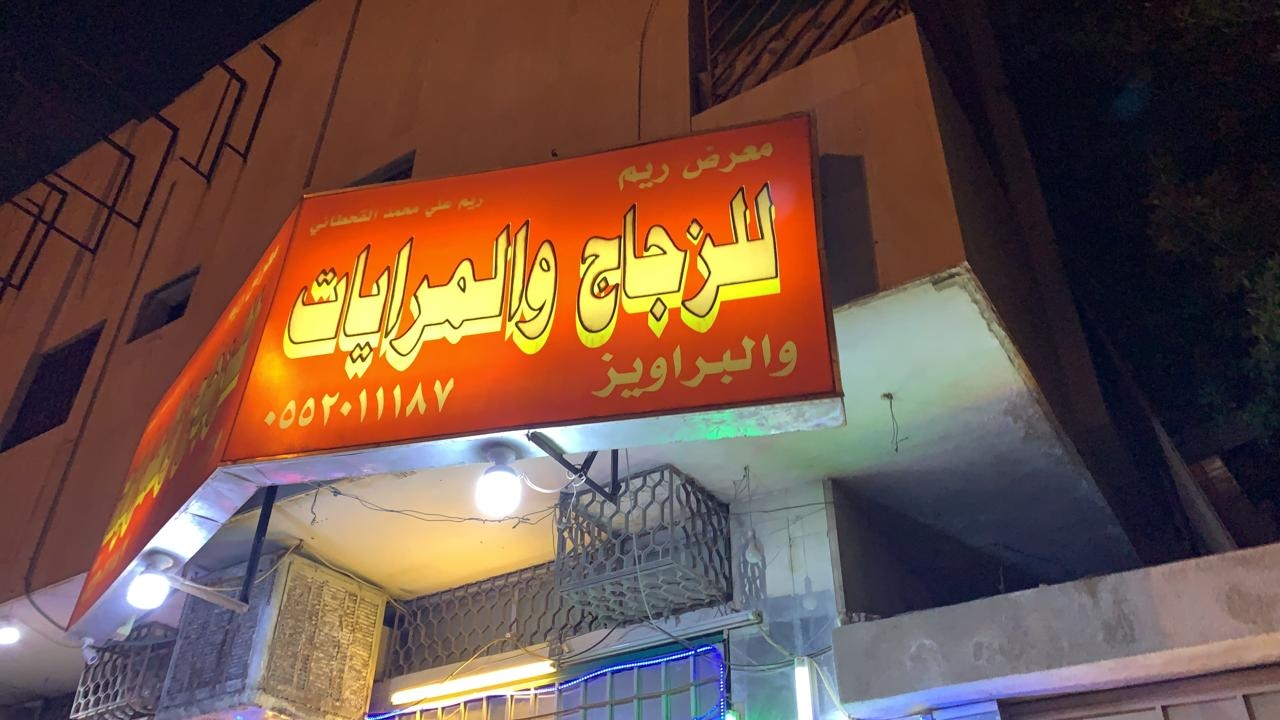 معرض ريم
ريم علي محمد القحطاني
للزجاج والمرايات
والبراويز
٠٥٥٢٠١١١٨٧